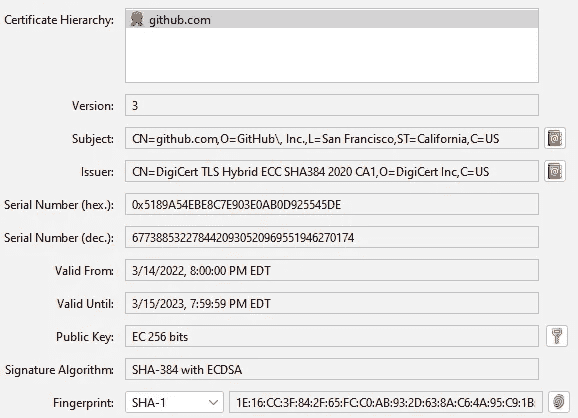 Certificate Hierarchy:
github.com
Version: 3
Subject: CN=github.com,O=GitHub\, Inc.,L=San Francisco,ST=California,C=US
Issuer: CN=DigiCert TLS Hybrid ECC SHA384 2020 CA1,O=DigiCert Inc,C=US
Serial Number (hex.): 0x5189A54EBE8C7E903E0AB0D925545DE
Serial Number (dec.): 6773885322784420930520969551946270174
Valid From: 3/14/2022, 8:00:00 PM EDT
Valid Until: 3/15/2023, 7:59:59 PM EDT
Public Key: EC 256 bits
Signature Algorithm: SHA-384 with ECDSA
Fingerprint: SHA-1 1E:16:CC:3F:84:2F:65:FC:C0:AB:93:2D:63:8A:C6:4A:95:C9:1B